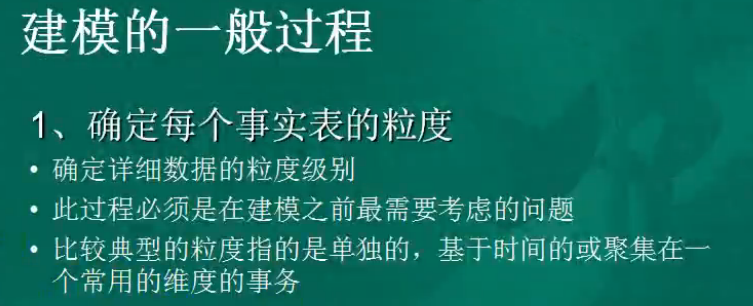 建模的一般过程
1、确定每个事实表的粒度
• 确定详细数据的粒度级别
• 此过程必须是在建模之前最需要考虑的问题
• 比较典型的粒度指的是单独的，基于时间的或聚集在一
个常用的维度的事务